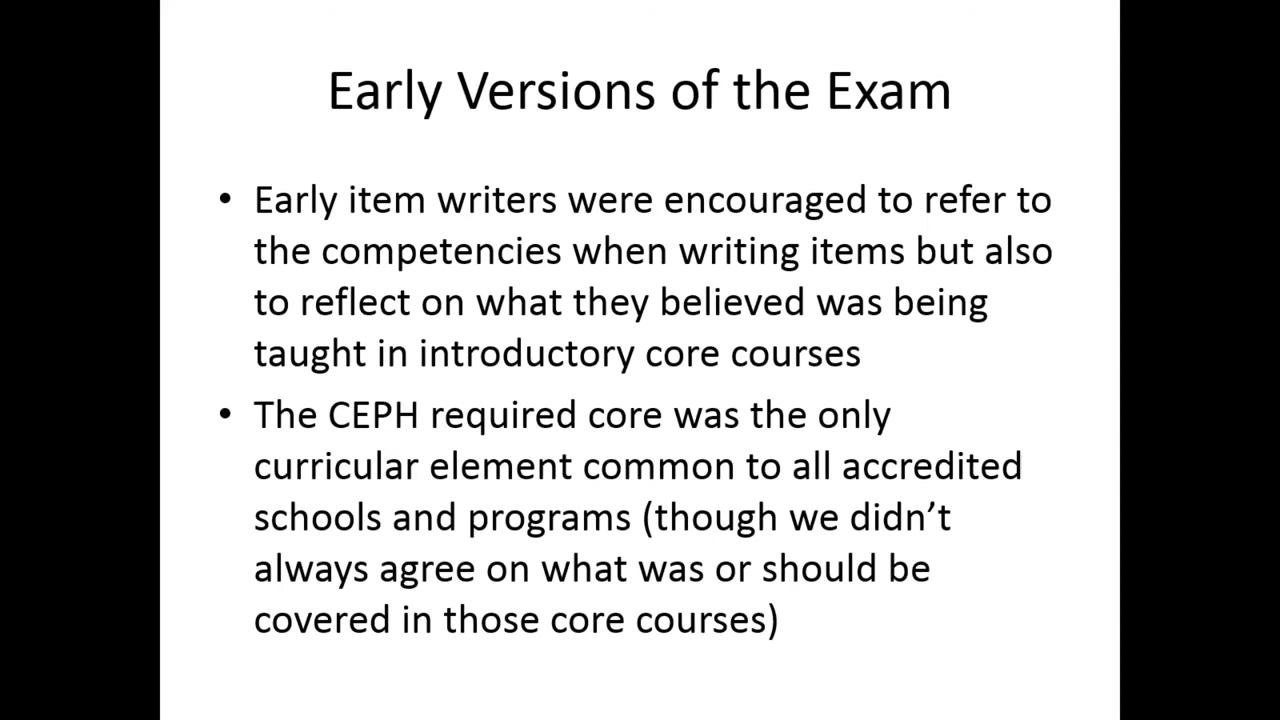 Early Versions of the Exam
• Early item writers were encouraged to refer to
the competencies when writing items but also
to reflect on what they believed was being
taught in introductory core courses
• The CEPH required core was the only
curricular element common to all accredited
schools and programs (though we didn’t
always agree on what was or should be
covered in those core courses)